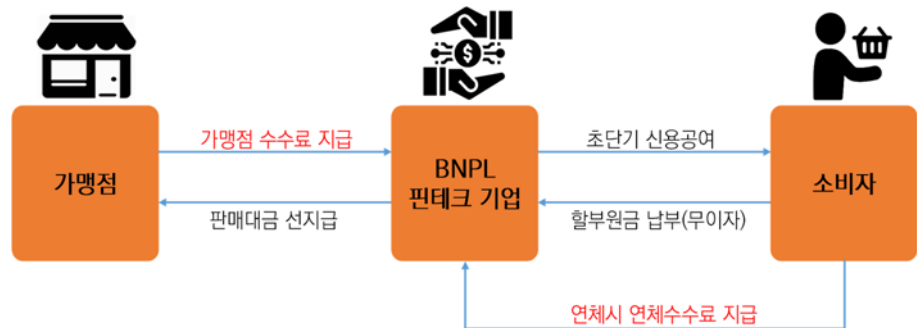 가맹점 수수료 지급
초단기 신용공여
가맹점
BNPL
핀테크 기업
소비자
판매대금 선지급
할부원금 납부(무이자)
연체시 연체수수료 지급